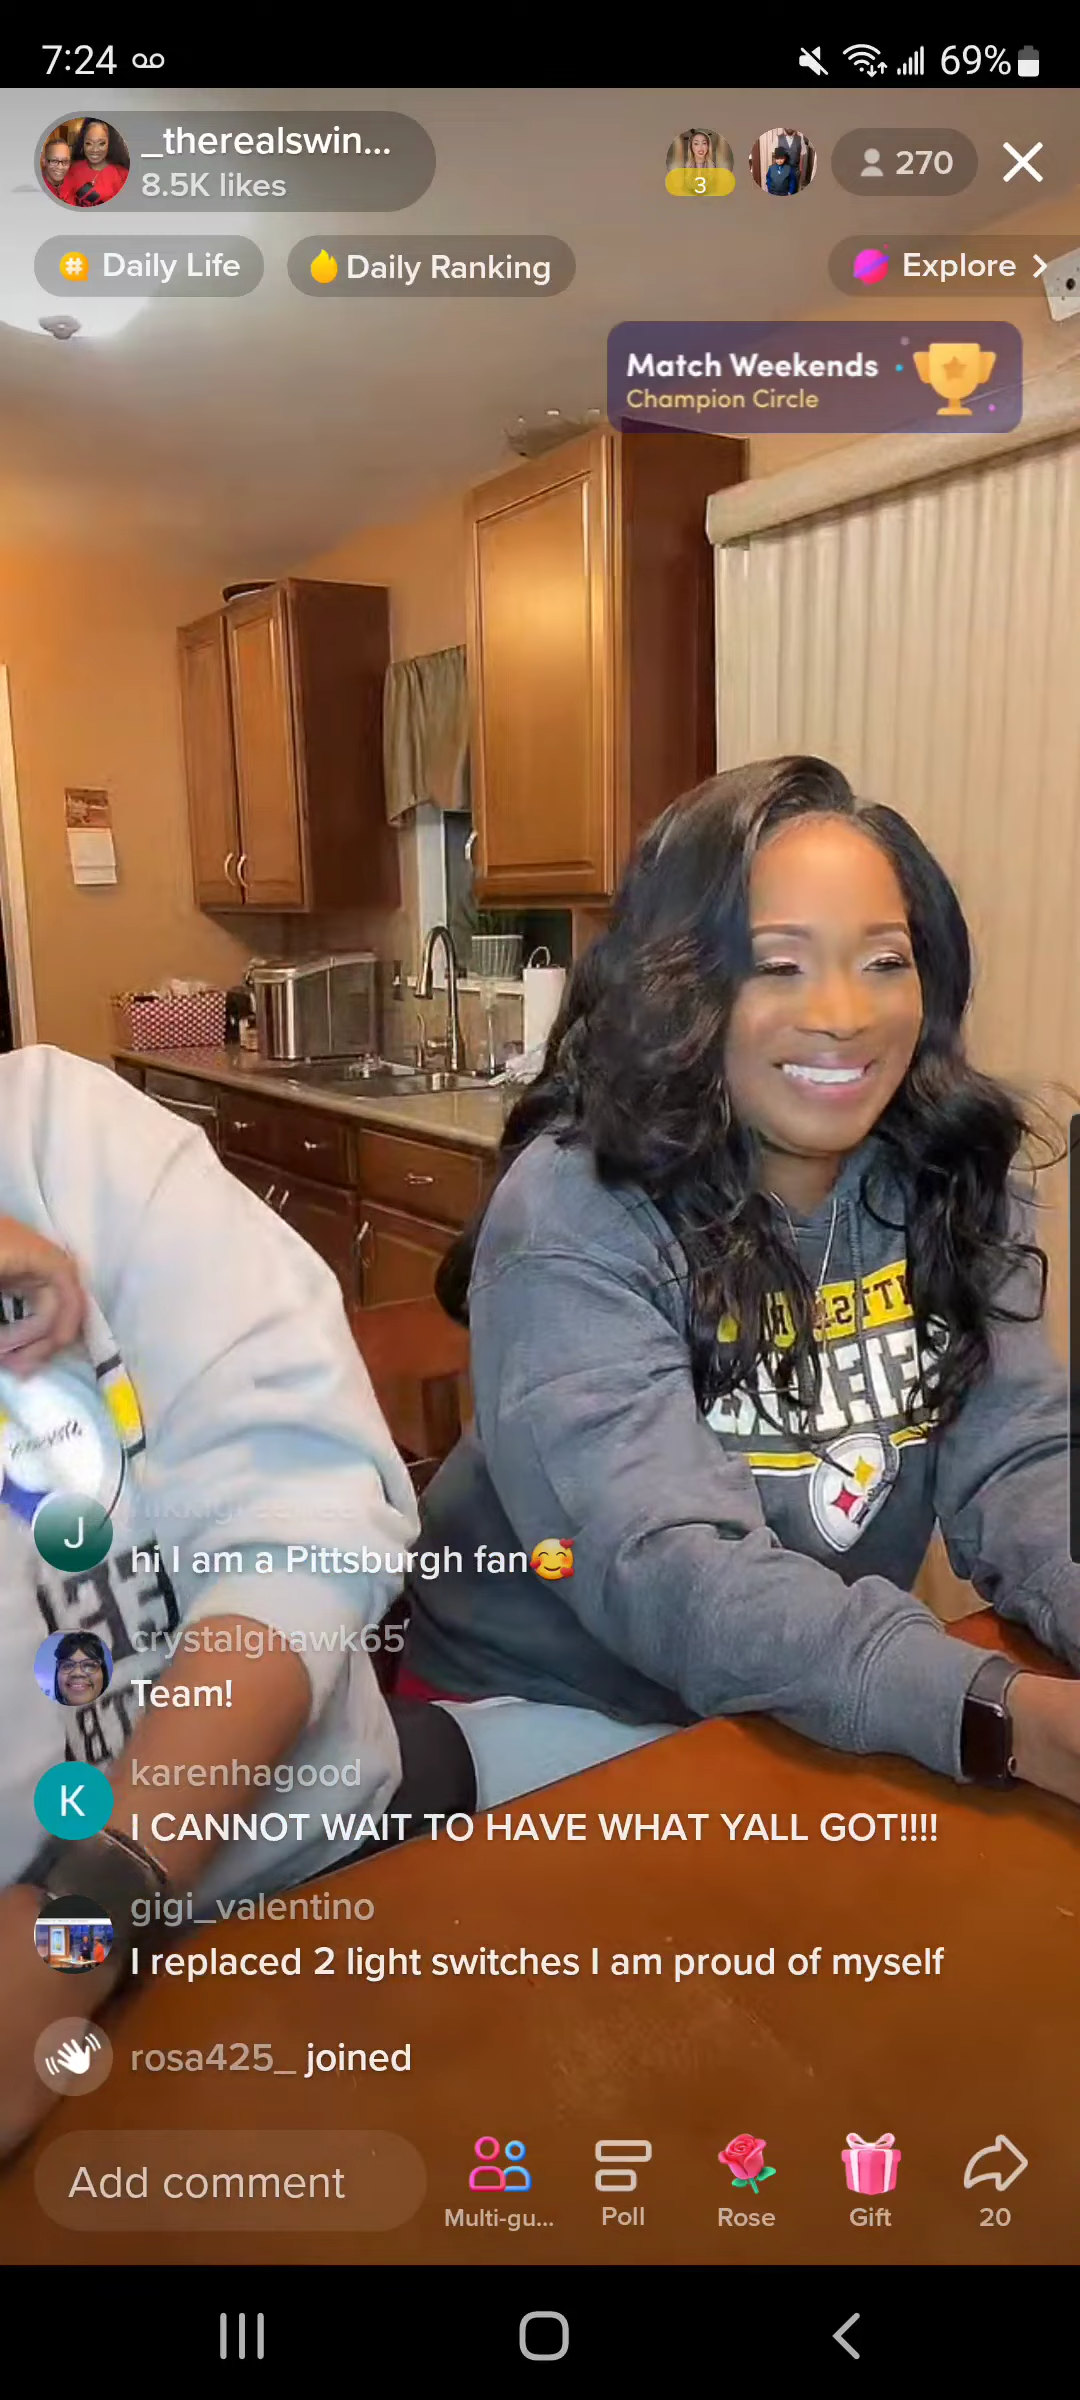 7:24
69%
_therealswin...
8.5K likes
3
270
Daily Life
Daily Ranking
Explore
Match Weekends
Champion Circle
J
hi I am a Pittsburgh fan🥰
crystalghawk65
Team!
K
karenhagood
I CANNOT WAIT TO HAVE WHAT YALL GOT!!!!
gigi_valentino
I replaced 2 light switches I am proud of myself
rosa425_ joined
Add comment
Multi-gu...
Poll
Rose
Gift
20